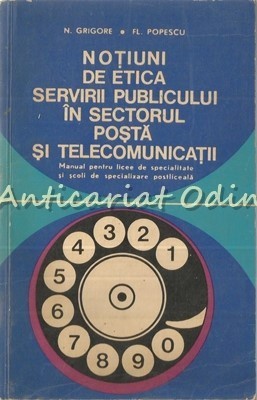 N. GRIGORE • FL. POPESCU
NOȚIUNI
DE ETICA
SERVIRII PUBLICULUI
ÎN SECTORUL
POȘTĂ
ȘI TELECOMUNICAȚII
Manual pentru licee de specialitate
și școli de specializare postliceală
Anticariat Odin
1
2
3
4
5
6
7
8
9
0